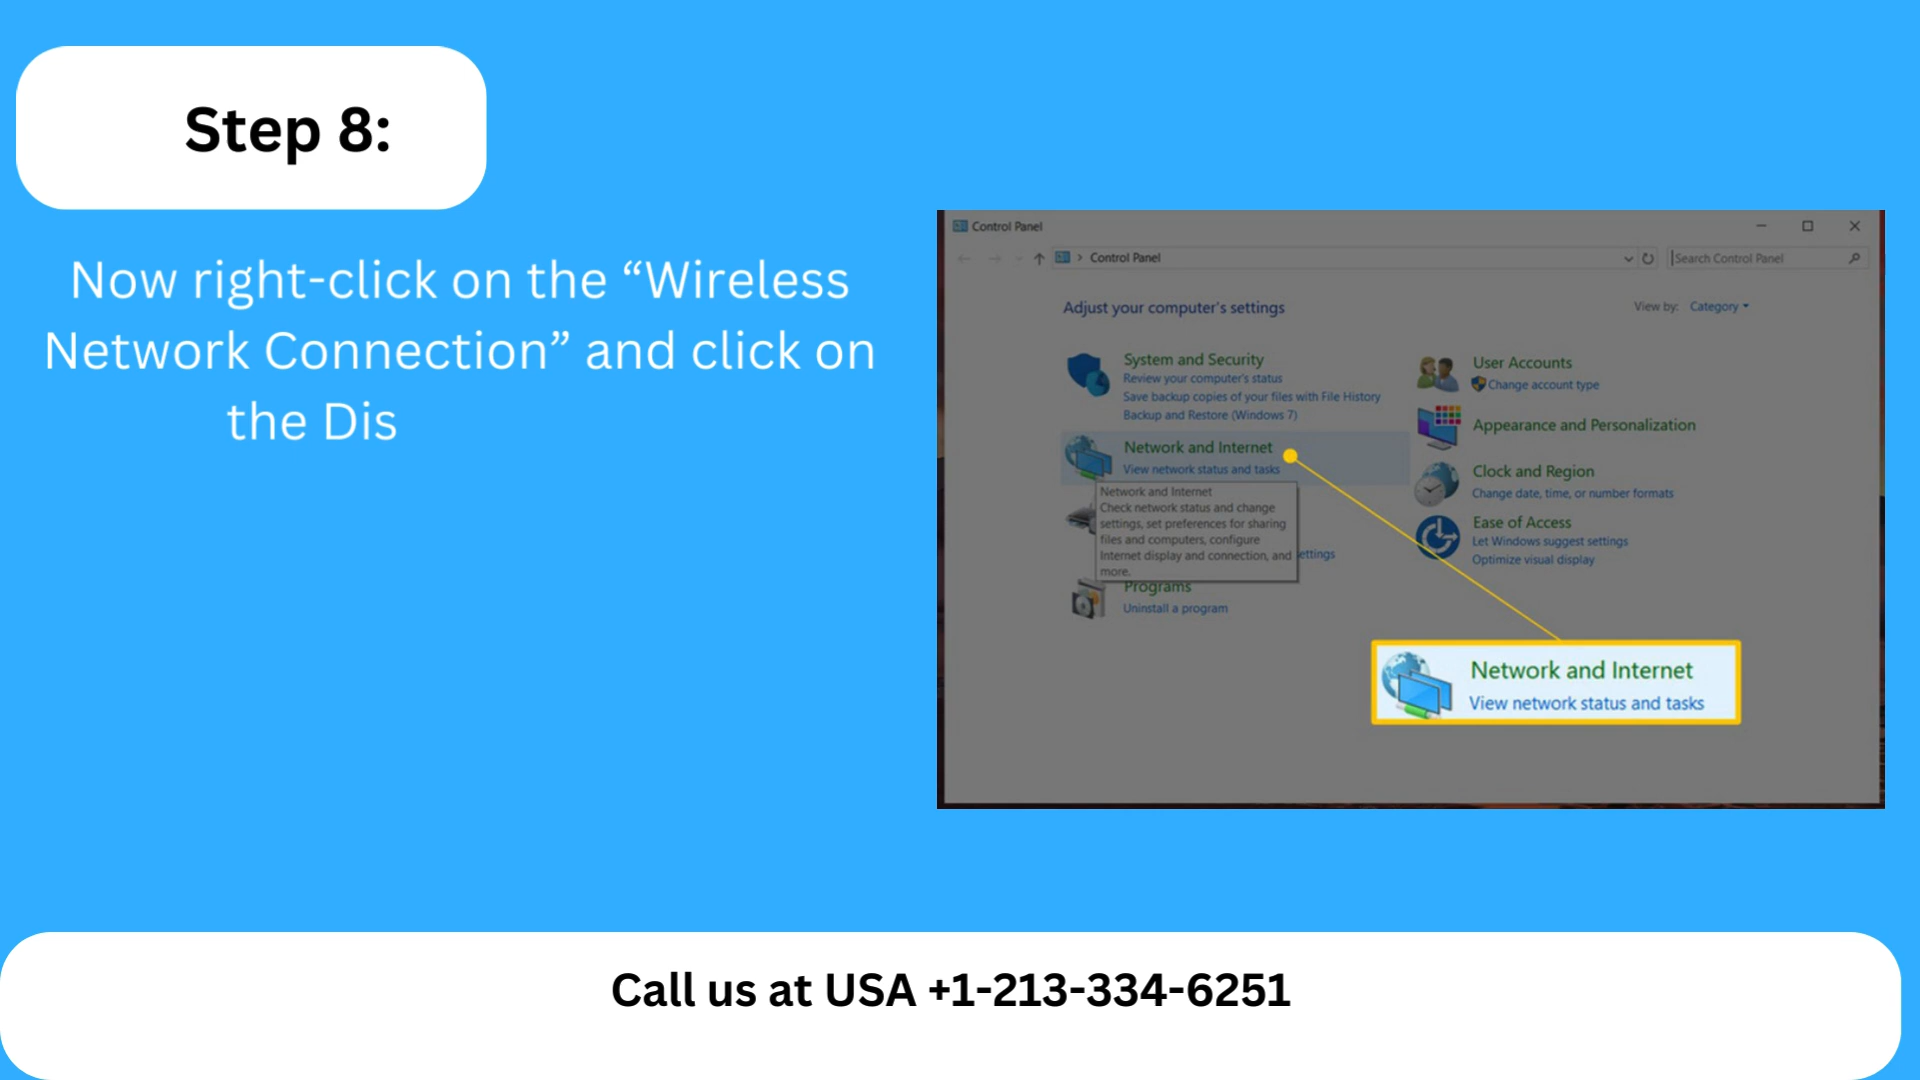 Step 8:
Now right-click on the “Wireless
Network Connection” and click on
the Dis
Control Panel
Control Panel
Search Control Panel
Adjust your computer's settings
View by: Category
System and Security
Review your computer's status
Save backup copies of your files with File History
Backup and Restore (Windows 7)
Network and Internet
View network status and tasks
Network and Internet
Check network status and change
settings, set preferences for sharing
files and computers, configure
Internet display and connection, and
more.
ettings
Programs
Uninstall a program
User Accounts
Change account type
Appearance and Personalization
Clock and Region
Change date, time, or number formats
Ease of Access
Let Windows suggest settings
Optimize visual display
Network and Internet
View network status and tasks
Call us at USA +1-213-334-6251